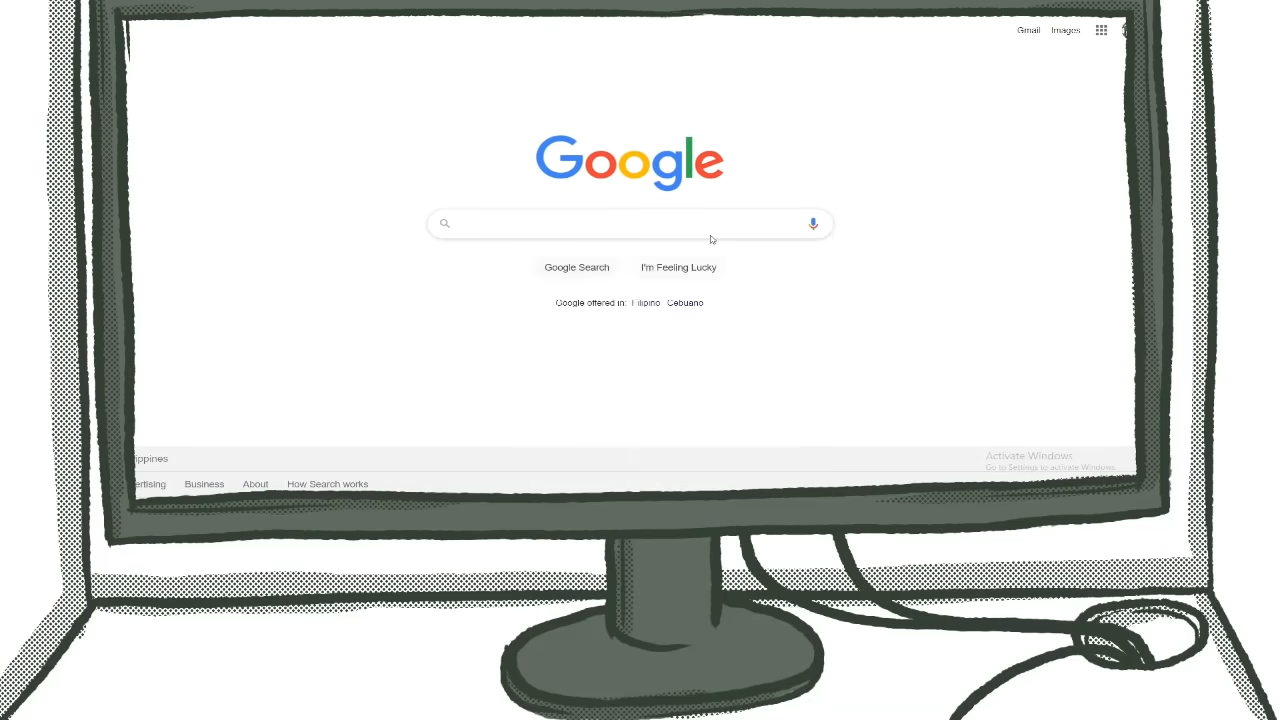 Gmail Images
Google
Google Search I'm Feeling Lucky
Google offered in: Filipino Cebuano
ippines
Activate Windows
Go to Settings to activate Windows.
ertising Business About How Search works